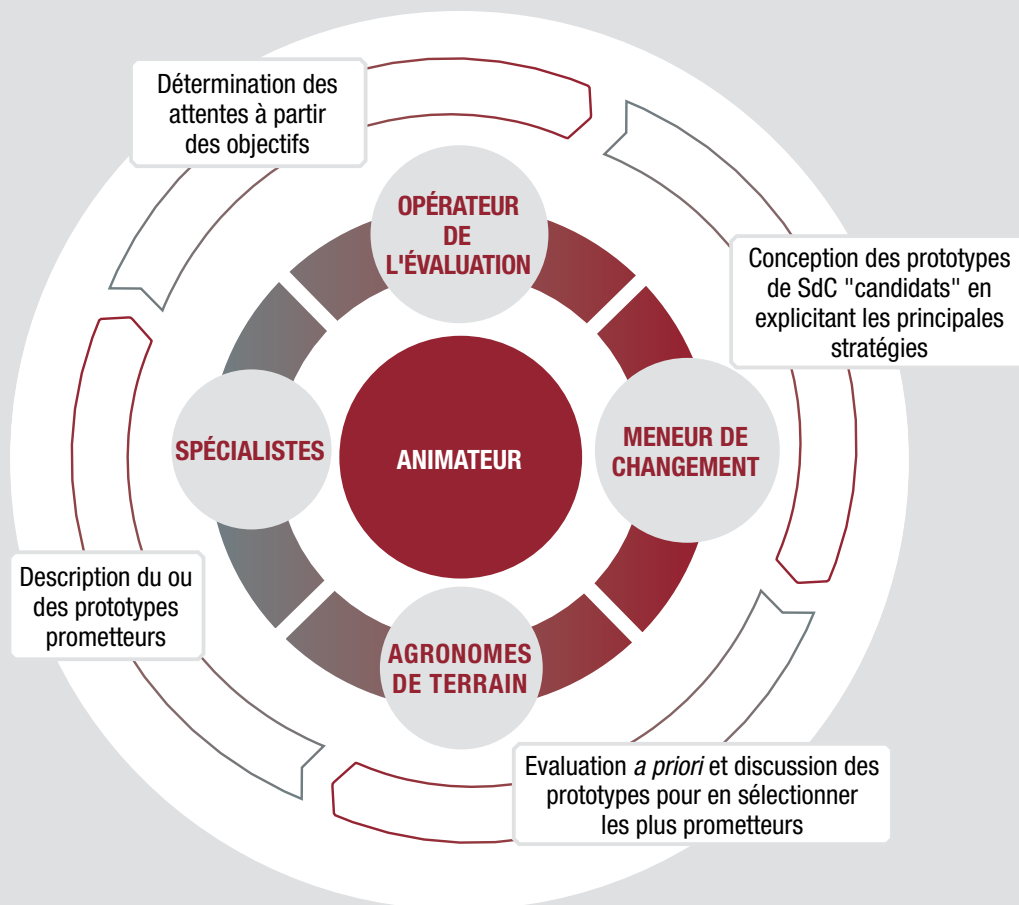 Détermination des
attentes à partir
des objectifs
OPÉRATEUR
DE
L'ÉVALUATION
Conception des prototypes
de SdC "candidats" en
explicitant les principales
stratégies
SPÉCIALISTES
ANIMATEUR
MENEUR DE
CHANGEMENT
Description du ou
des prototypes
prometteurs
AGRONOMES
DE TERRAIN
Evaluation a priori et discussion des
prototypes pour en sélectionner
les plus prometteurs